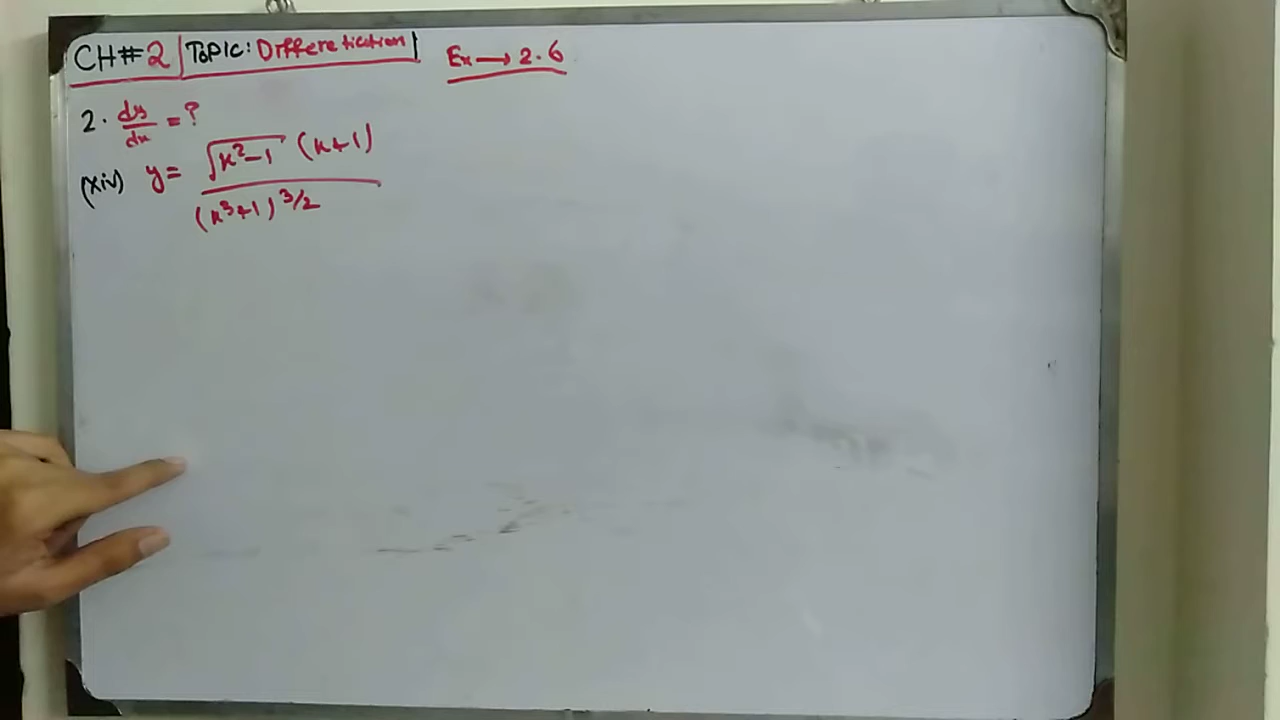 CH#2 | Topic: Differentiation | Ex → 2.6
2. dy/dx = ?
(xiv) y = √(x²-1) (x+1) / (x³+1)^3/2